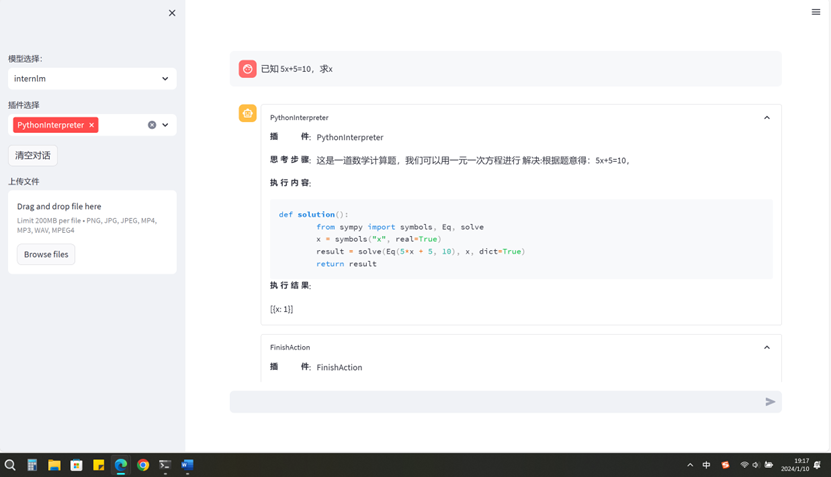 模型选择:
internlm
插件选择
PythonInterpreter ×
清空对话
上传文件
Drag and drop file here
Limit 200MB per file • PNG, JPG, JPEG, MP4,
MP3, WAV, MPEG4
Browse files
已知 5x+5=10，求x
PythonInterpreter
插 件: PythonInterpreter
思考步骤: 这是一道数学计算题，我们可以用一元一次方程进行 解决:根据题意得：5x+5=10，
执行内容:
def solution():
from sympy import symbols, Eq, solve
x = symbols("x", real=True)
result = solve(Eq(5*x + 5, 10), x, dict=True)
return result
执行结果:
[{x: 1}]
FinishAction
插 件: FinishAction
中
19:17
2024/1/10